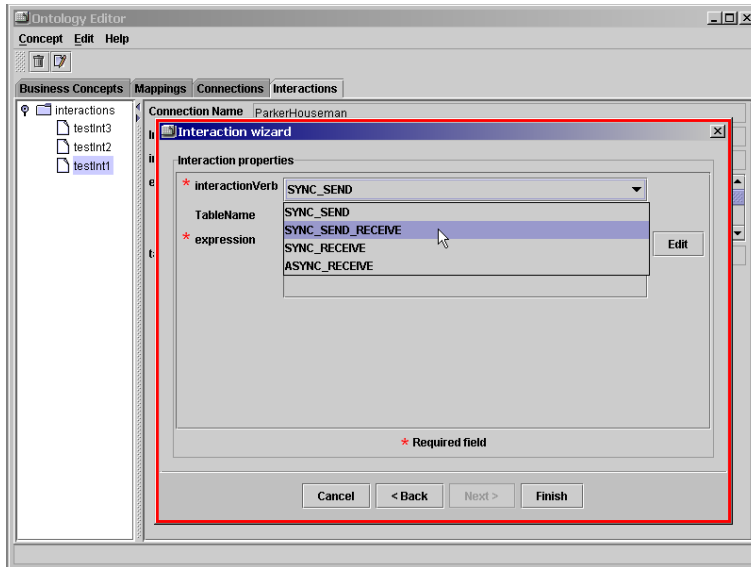 Ontology Editor
Concept Edit Help
Business Concepts Mappings Connections Interactions
interactions
testInt3
testInt2
testInt1
Connection Name ParkerHouseman
Interaction wizard
Interaction properties
* interactionVerb SYNC_SEND
TableName
* expression
SYNC_SEND
SYNC_SEND_RECEIVE
SYNC_RECEIVE
ASYNC_RECEIVE
Edit
* Required field
Cancel < Back Next > Finish